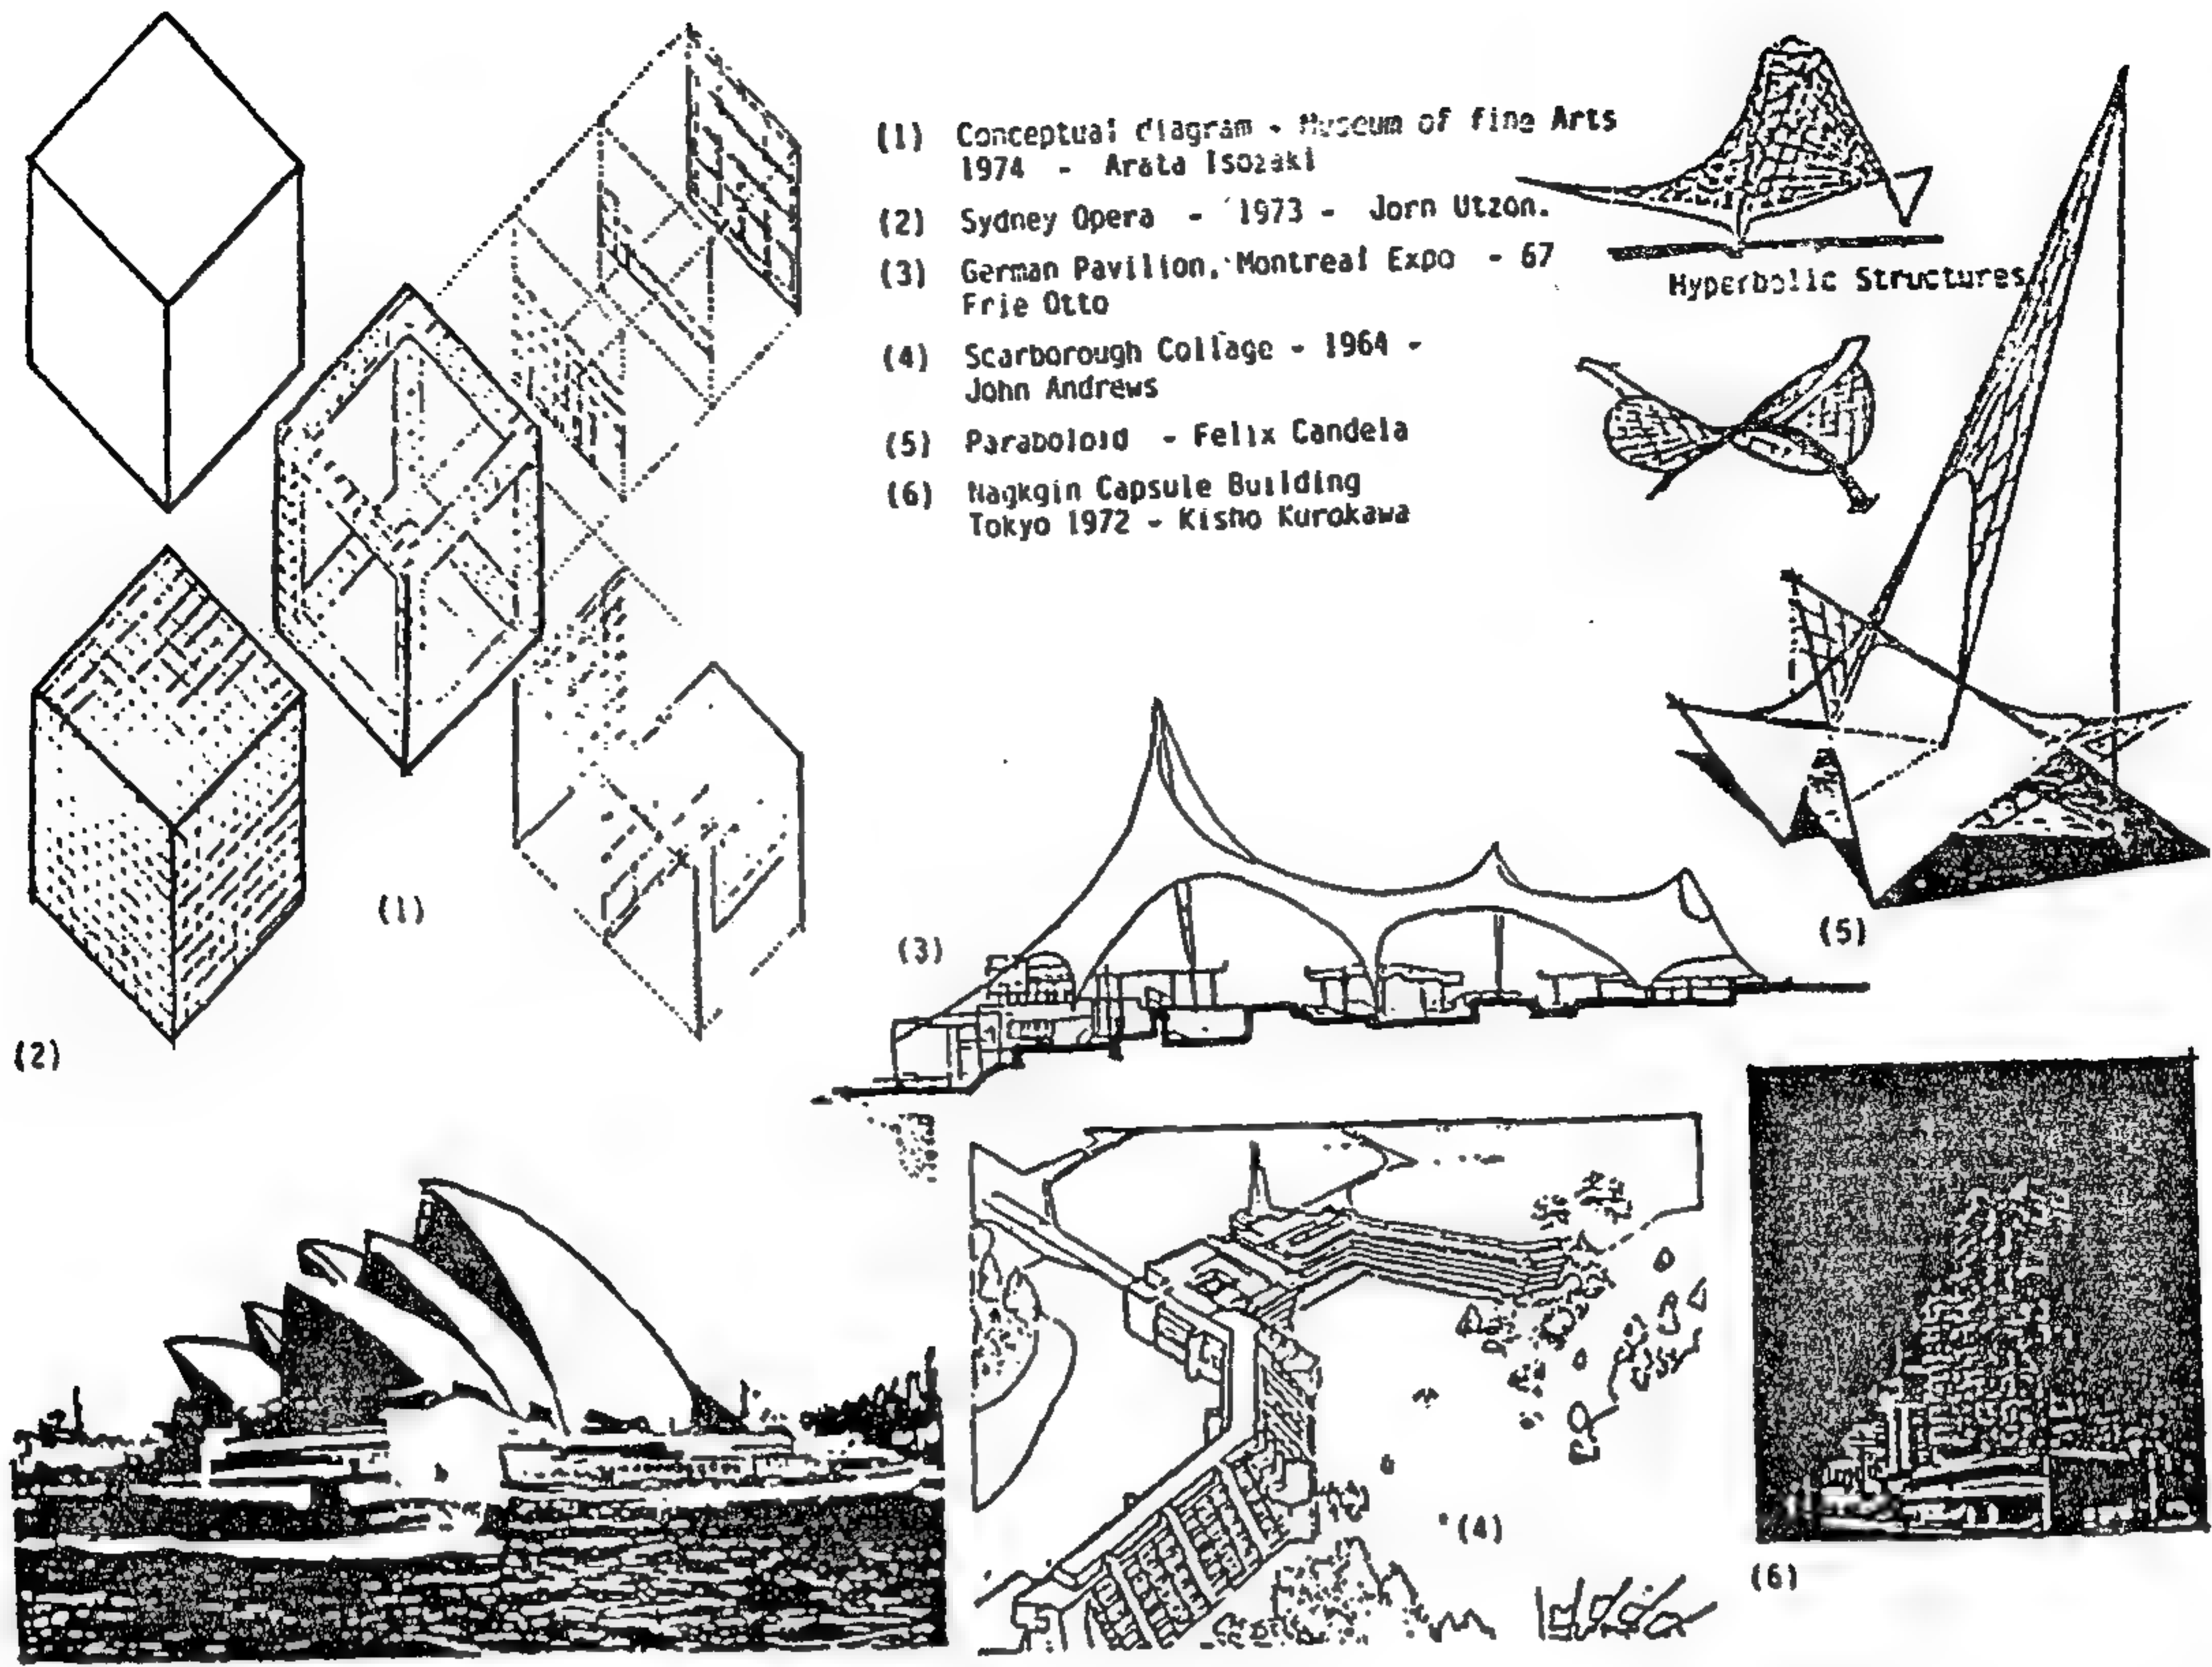 (1) Conceptual diagram - Museum of fine Arts
1974 - Arata Isozaki
(2) Sydney Opera - 1973 - Jorn Utzon.
(3) German Pavilion, Montreal Expo - 67
Frie Otto
(4) Scarborough Collage - 1964 -
John Andrews
(5) Paraboloid - Felix Candela
(6) Nagkgin Capsule Building
Tokyo 1972 - Kisho Kurokawa
Hyperbolic Structures
(1)
(2)
(3)
(5)
(4)
(6)